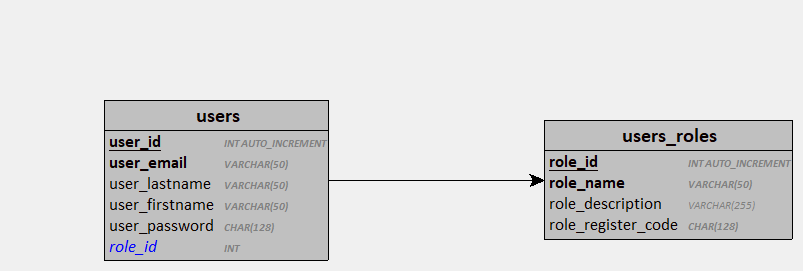 users
user_id INT AUTO_INCREMENT
user_email VARCHAR(50)
user_lastname VARCHAR(50)
user_firstname VARCHAR(50)
user_password CHAR(128)
role_id INT
users_roles
role_id INT AUTO_INCREMENT
role_name VARCHAR(50)
role_description VARCHAR(255)
role_register_code CHAR(128)